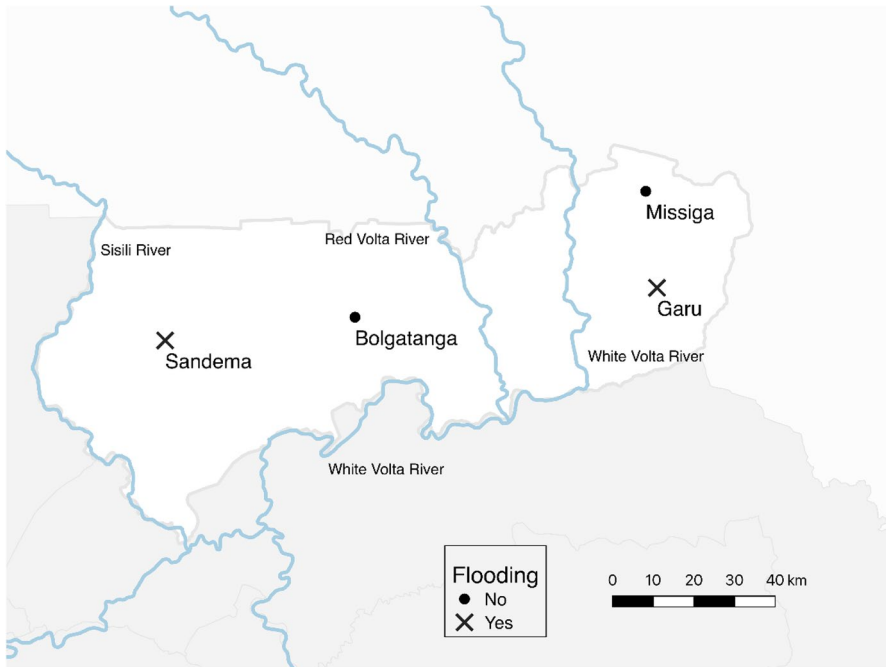 Missiga
Sisili River
Red Volta River
Garu
Bolgatanga
Sandema
White Volta River
White Volta River
Flooding
No
Yes
0 10 20 30 40 km